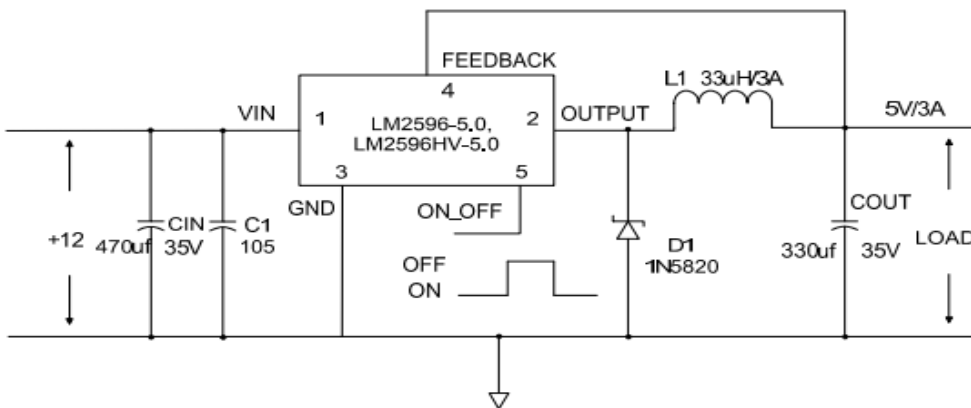 FEEDBACK
L1 33uH/3A
4
VIN
1
LM2596-5.0,
LM2596HV-5.0
2
OUTPUT
5V/3A
3
5
GND
ON_OFF
+12
CIN
470uf 35V
C1
105
OFF
ON
D1
1N5820
COUT
330uf 35V
LOAD